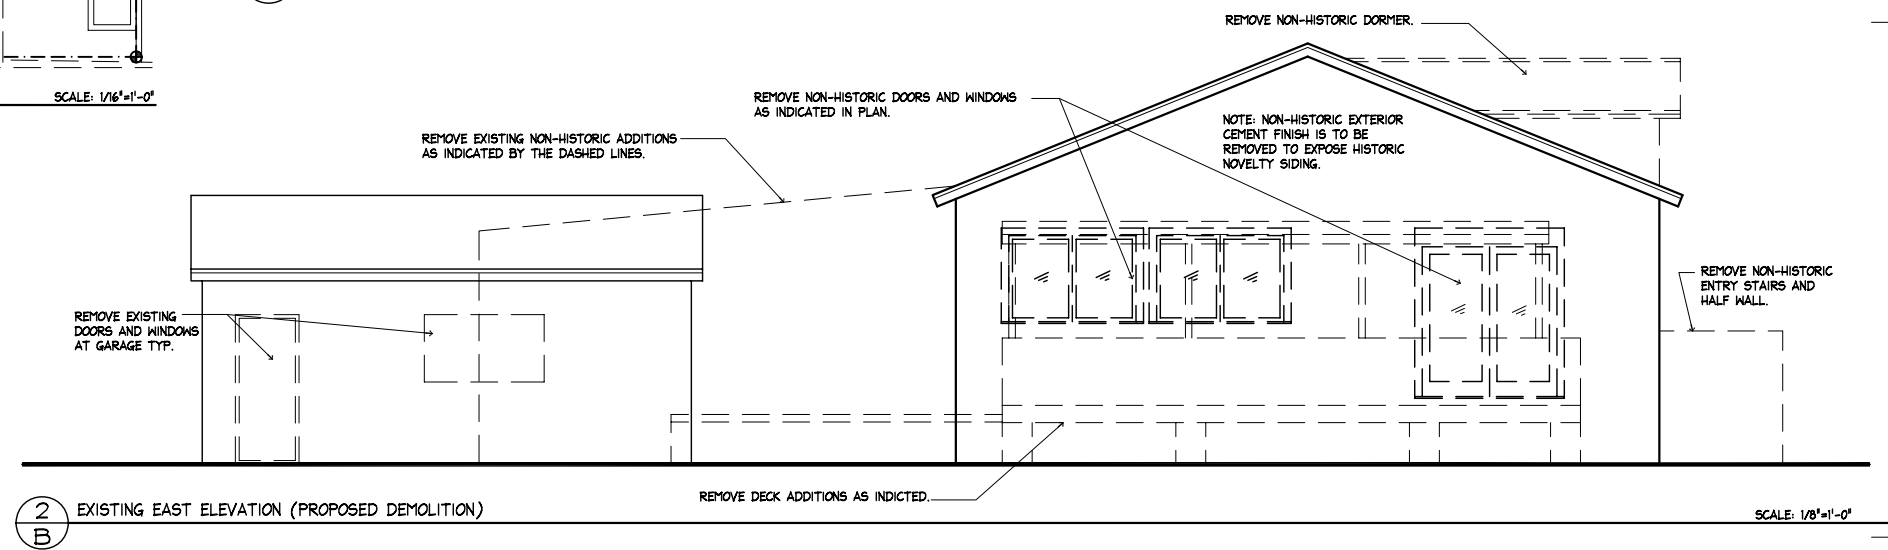 SCALE: 1/16"=1'-0"
REMOVE NON-HISTORIC DORMER.
REMOVE NON-HISTORIC DOORS AND WINDOWS
AS INDICATED IN PLAN.
NOTE: NON-HISTORIC EXTERIOR
CEMENT FINISH IS TO BE
REMOVED TO EXPOSE HISTORIC
NOVELTY SIDING.
REMOVE EXISTING NON-HISTORIC ADDITIONS
AS INDICATED BY THE DASHED LINES.
REMOVE NON-HISTORIC
ENTRY STAIRS AND
HALF WALL.
REMOVE EXISTING
DOORS AND WINDOWS
AT GARAGE TYP.
REMOVE DECK ADDITIONS AS INDICTED.
2
B
EXISTING EAST ELEVATION (PROPOSED DEMOLITION)
SCALE: 1/8"=1'-0"